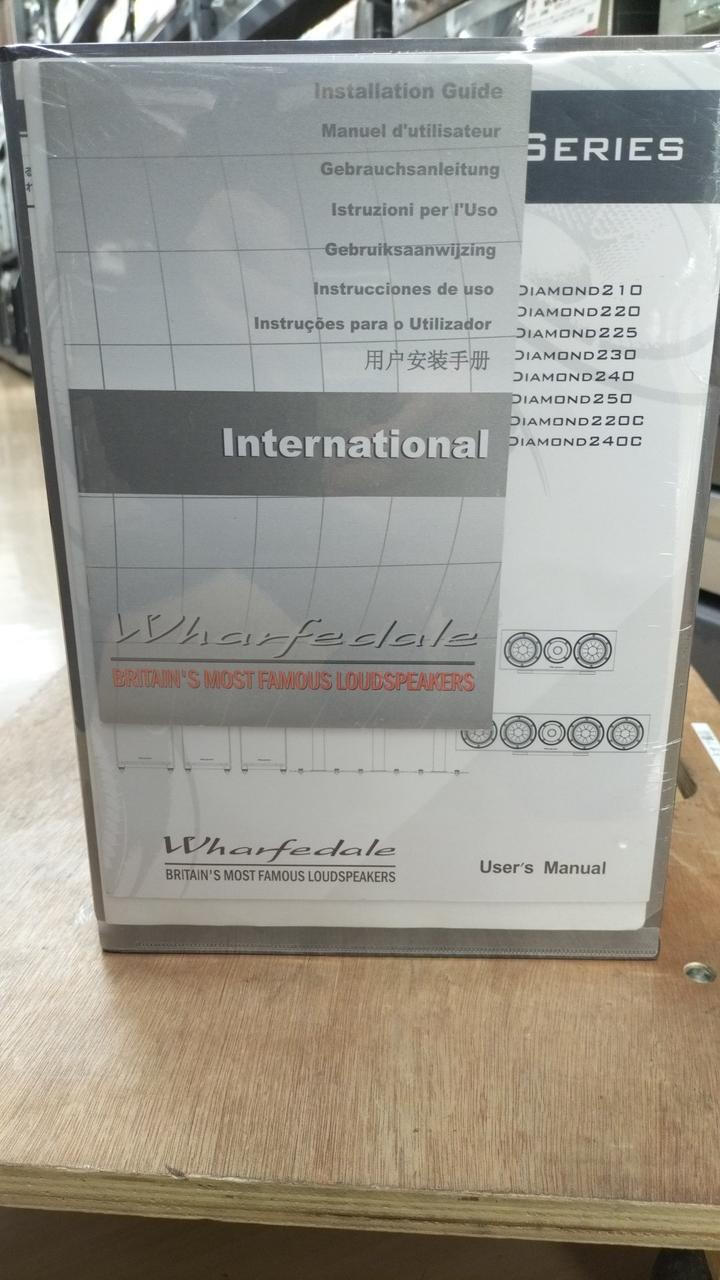 Installation Guide
Manuel d'utilisateur
Gebrauchsanleitung
Istruzioni per l'Uso
Gebruiksaanwijzing
Instrucciones de uso
Instruções para o Utilizador
用户安装手册
International
Wharfedale
BRITAIN'S MOST FAMOUS LOUDSPEAKERS
SERIES
DIAMOND210
DIAMOND220
DIAMOND225
DIAMOND230
DIAMOND240
DIAMOND250
DIAMOND220C
DIAMOND240C
Wharfedale
BRITAIN'S MOST FAMOUS LOUDSPEAKERS
User's Manual